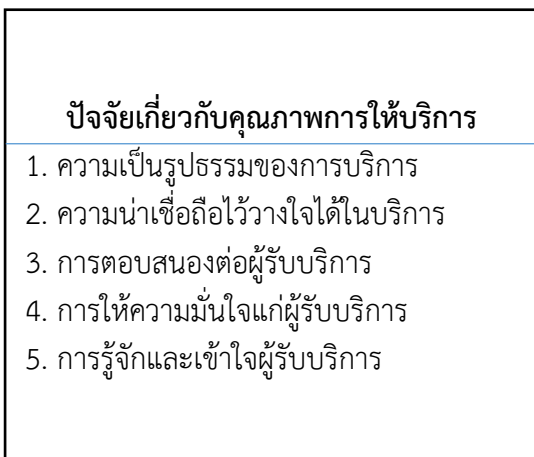 ปัจจัยเกี่ยวกับคุณภาพการให้บริการ
1. ความเป็นรูปธรรมของการบริการ
2. ความน่าเชื่อถือไว้วางใจได้ในบริการ
3. การตอบสนองต่อผู้รับบริการ
4. การให้ความมั่นใจแก่ผู้รับบริการ
5. การรู้จักและเข้าใจผู้รับบริการ